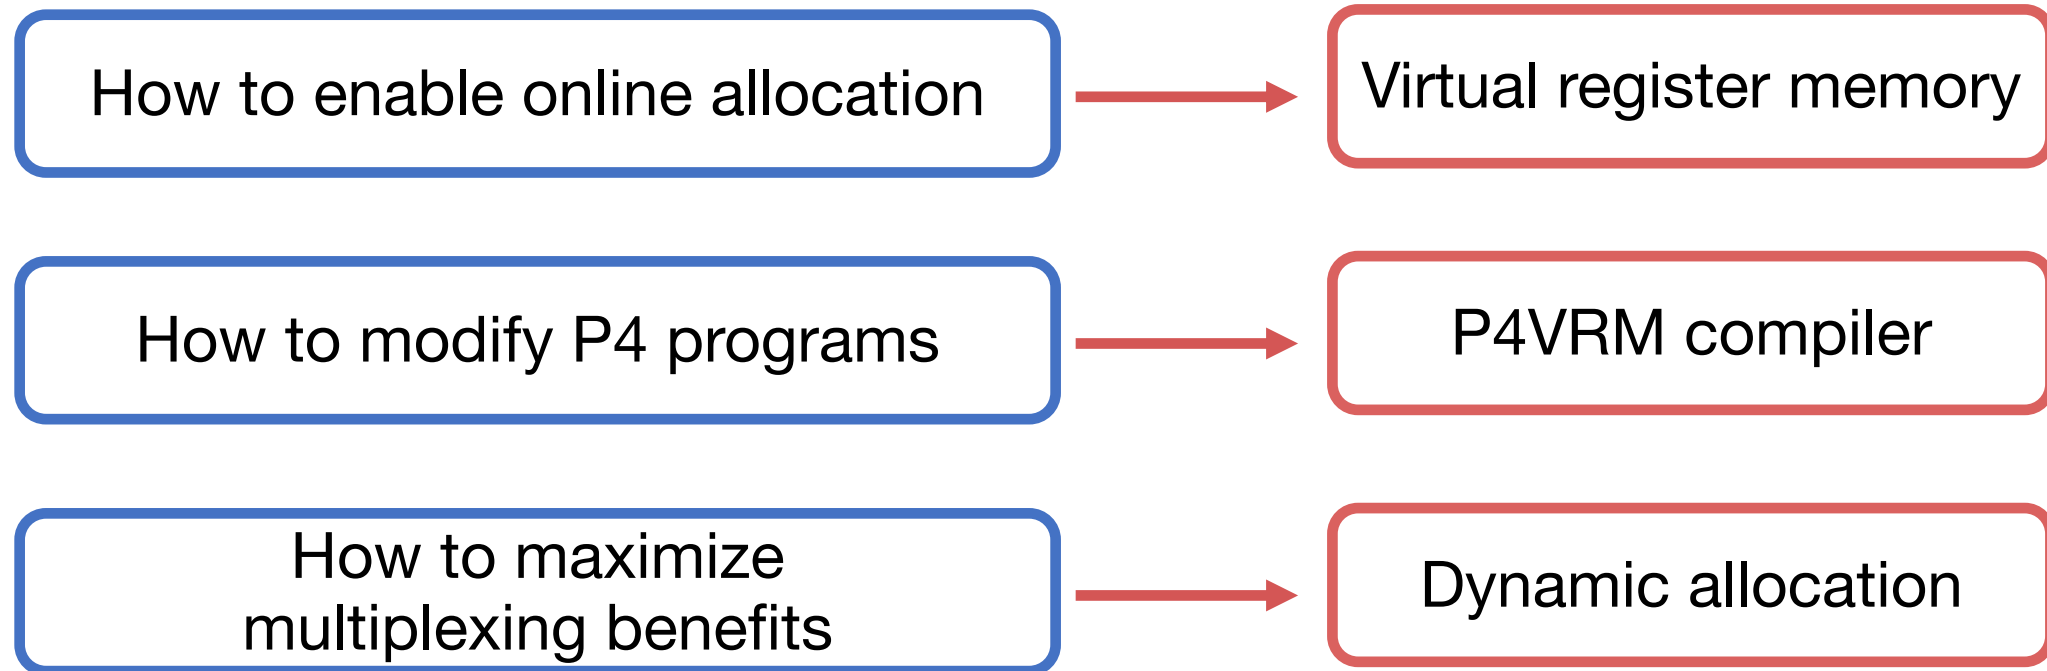 How to enable online allocation
Virtual register memory
How to modify P4 programs
P4VRM compiler
How to maximize
multiplexing benefits
Dynamic allocation